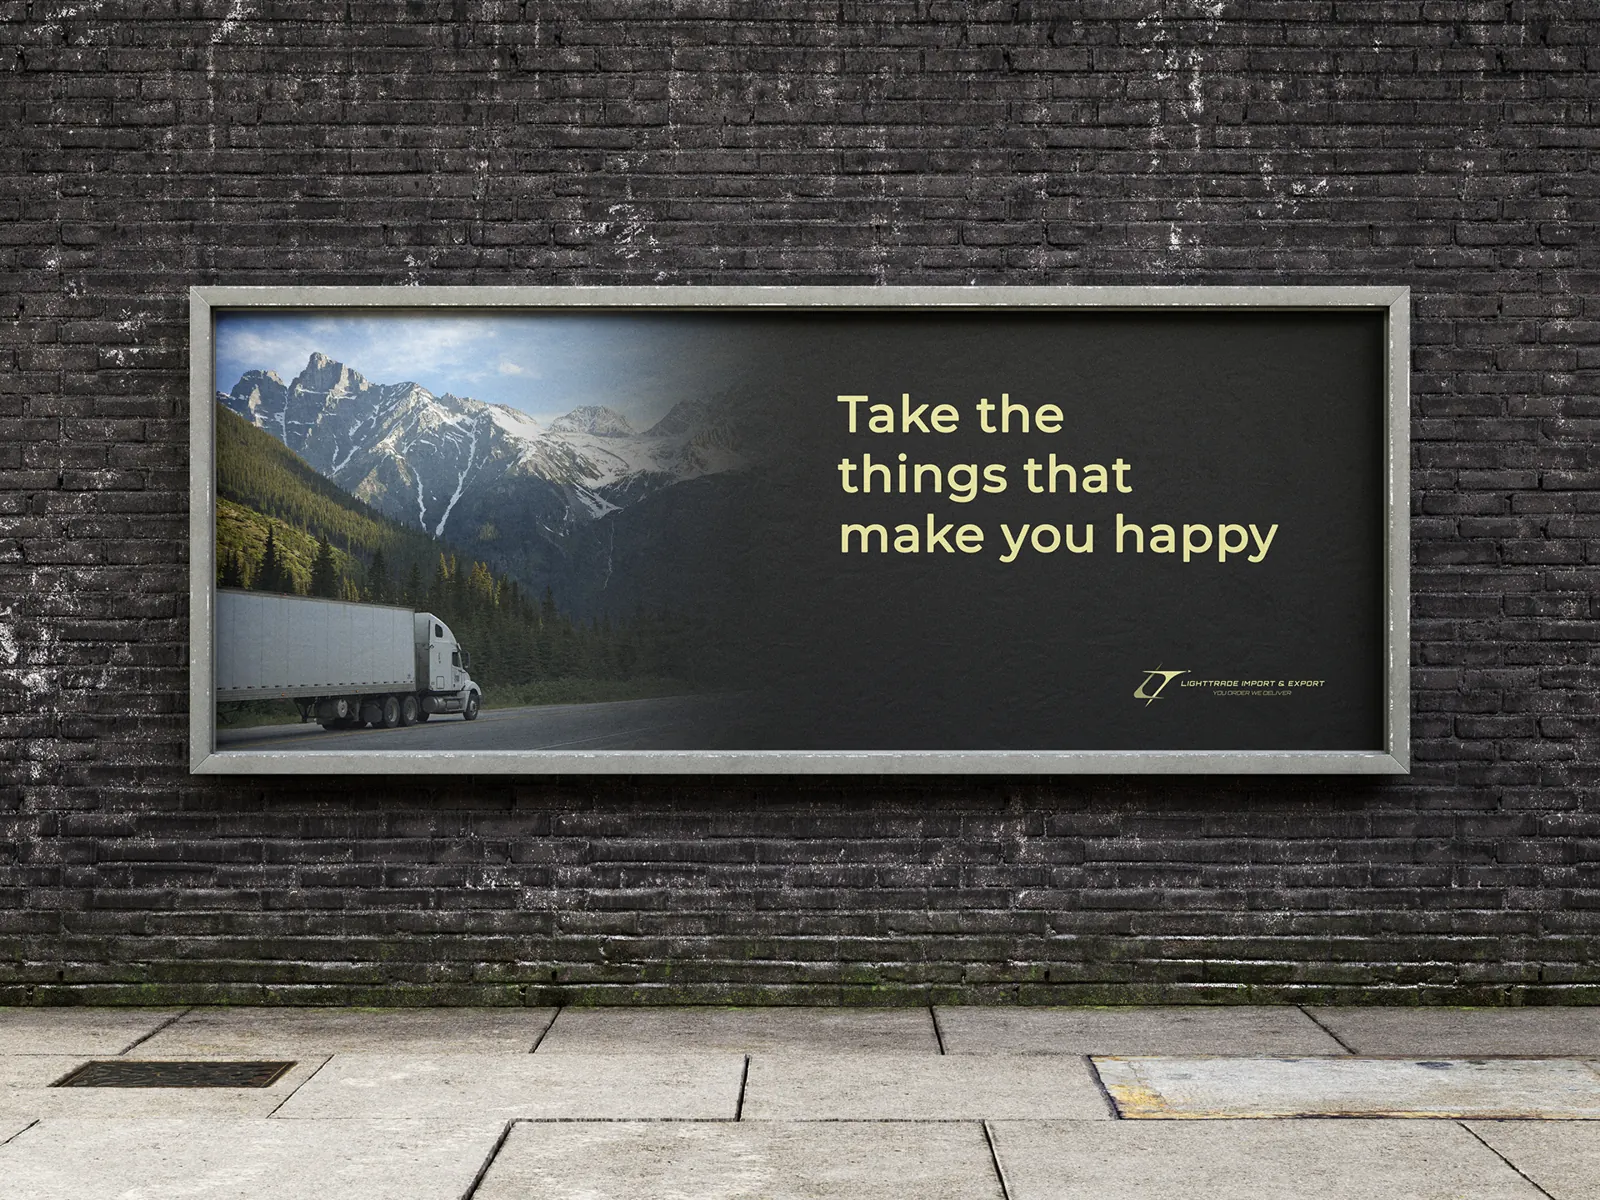 Take the
things that
make you happy
LIGHTTRADE IMPORT & EXPORT
YOU ORDER WE DELIVER